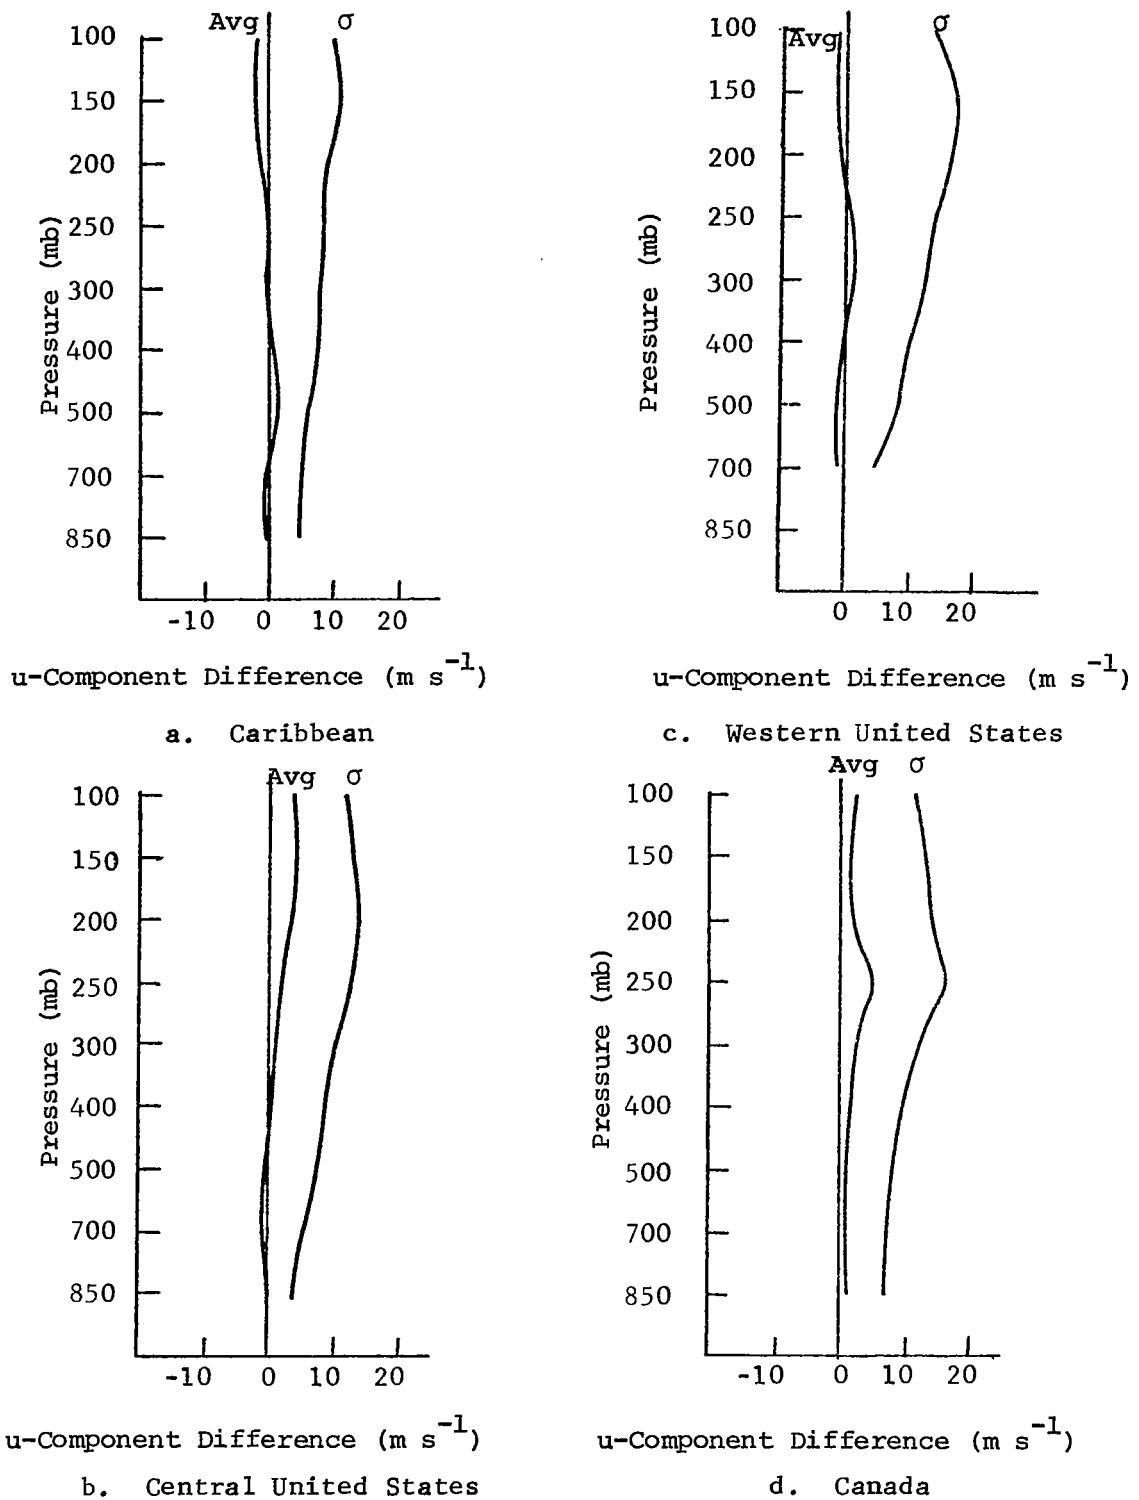 Avg σ
100
150
200
250
300
400
500
700
850
Pressure (mb)
-10 0 10 20
u-Component Difference (m s⁻¹)
a. Caribbean
Avg σ
100
150
200
250
300
400
500
700
850
Pressure (mb)
0 10 20
u-Component Difference (m s⁻¹)
c. Western United States
Avg σ
100
150
200
250
300
400
500
700
850
Pressure (mb)
-10 0 10 20
u-Component Difference (m s⁻¹)
b. Central United States
Avg σ
100
150
200
250
300
400
500
700
850
Pressure (mb)
-10 0 10 20
u-Component Difference (m s⁻¹)
d. Canada